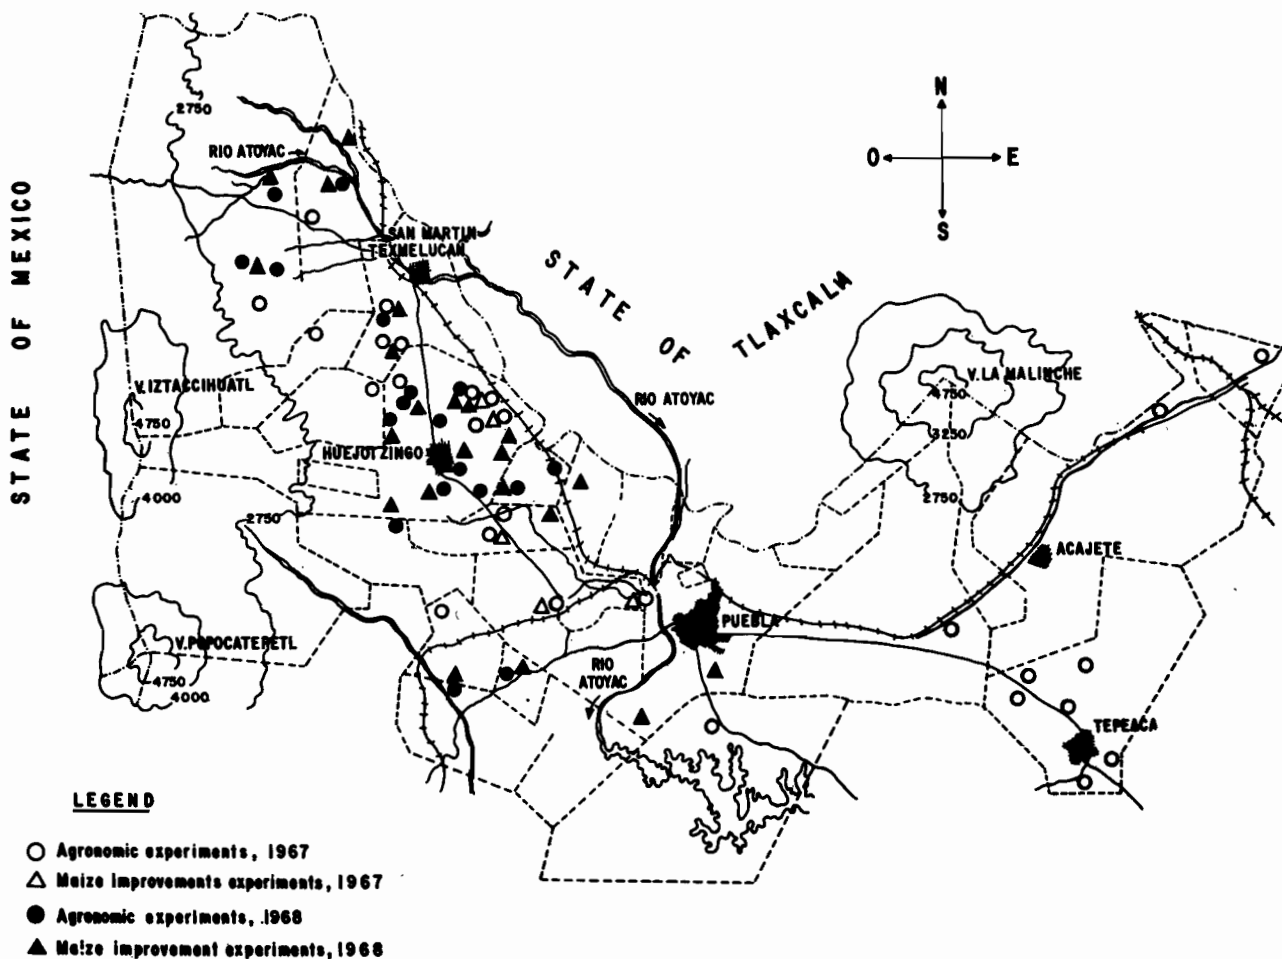 N
2750
RIO ATOYAC
O
E
STATE OF MEXICO
S
SAN MARTIN
TEXMELUCAN
STATE OF TLAXCALA
V. IZTACCIHUATL
V. LA MALINCHE
4750
4750
RIO ATOYAC
3250
HUEJOTZINGO
4000
2750
2750
ACAJETE
PUEBLA
V. POPOCATEPETL
RIO
ATOYAC
4750
4000
TEPEACA
LEGEND
Agronomic experiments, 1967
Maize Improvements experiments, 1967
Agronomic experiments, 1968
Maize improvement experiments, 1968